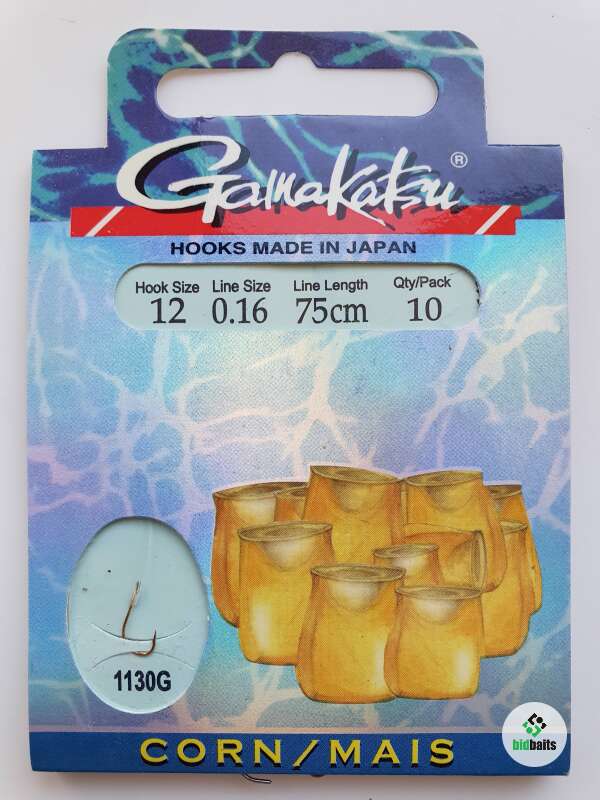 Gamakatsu ®
HOOKS MADE IN JAPAN
Hook Size Line Size Line Length Qty/Pack
12 0.16 75cm 10
1130G
CORN/MAIS
bidbaits